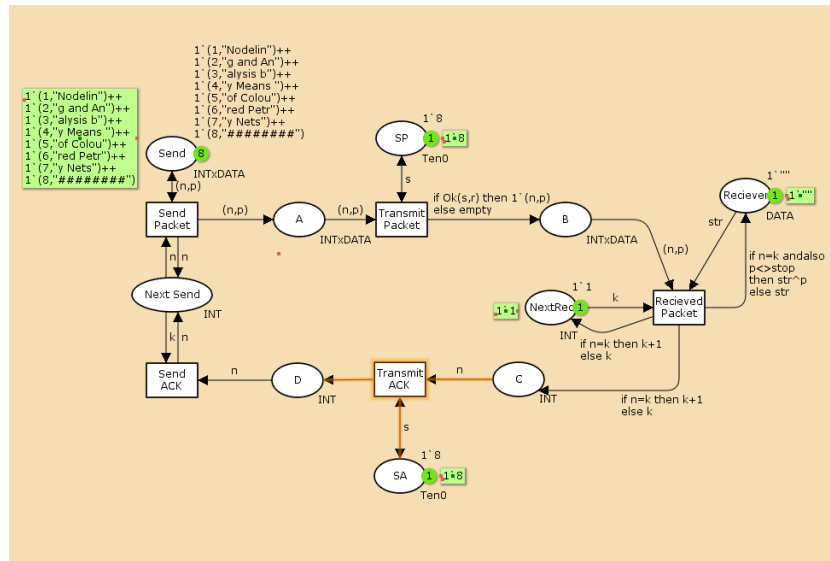 1`(1,"Nodelin")++
1`(2,"g and An")++
1`(3,"alysis b")++
1`(4,"y Means ")++
1`(5,"of Colou")++
1`(6,"red Petr")++
1`(7,"y Nets")++
1`(8,"########")
1`(1,"Nodelin")++
1`(2,"g and An")++
1`(3,"alysis b")++
1`(4,"y Means ")++
1`(5,"of Colou")++
1`(6,"red Petr")++
1`(7,"y Nets")++
1`(8,"########")
Send
8
INTxDATA
(n,p)
Send
Packet
(n,p)
A
INTxDATA
(n,p)
1`8
SP
1
1`8
Ten0
s
Transmit
Packet
if Ok(s,r) then 1`(n,p)
else empty
B
INTxDATA
(n,p)
1`""
Reciever
1
1`""
DATA
str
if n=k andalso
p<>stop
then str^p
else str
n
n
Next Send
INT
k
n
1`1
1`1
NextRec
1
INT
k
Recieved
Packet
if n=k then k+1
else k
Send
ACK
n
D
INT
Transmit
ACK
n
C
INT
if n=k then k+1
else k
s
1`8
SA
1
1`8
Ten0